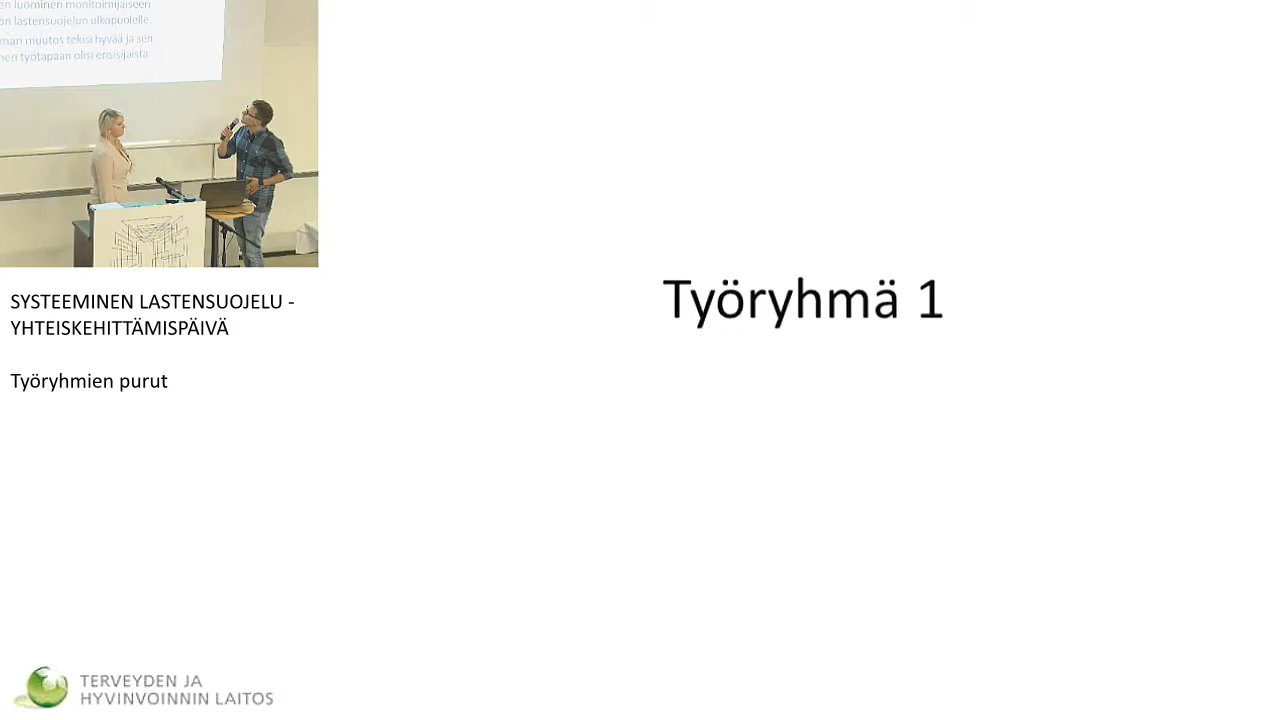 en luominen monitoimijaiseen
ön lastensuojelun ulkopuolelle.
man muutos tekisi hyvää ja sen
nen työtapaan olisi ensisijaista
SYSTEEMINEN LASTENSUOJELU -
YHTEISKEHITTÄMISPÄIVÄ
Työryhmien purut
Työryhmä 1
TERVEYDEN JA
HYVINVOINNIN LAITOS